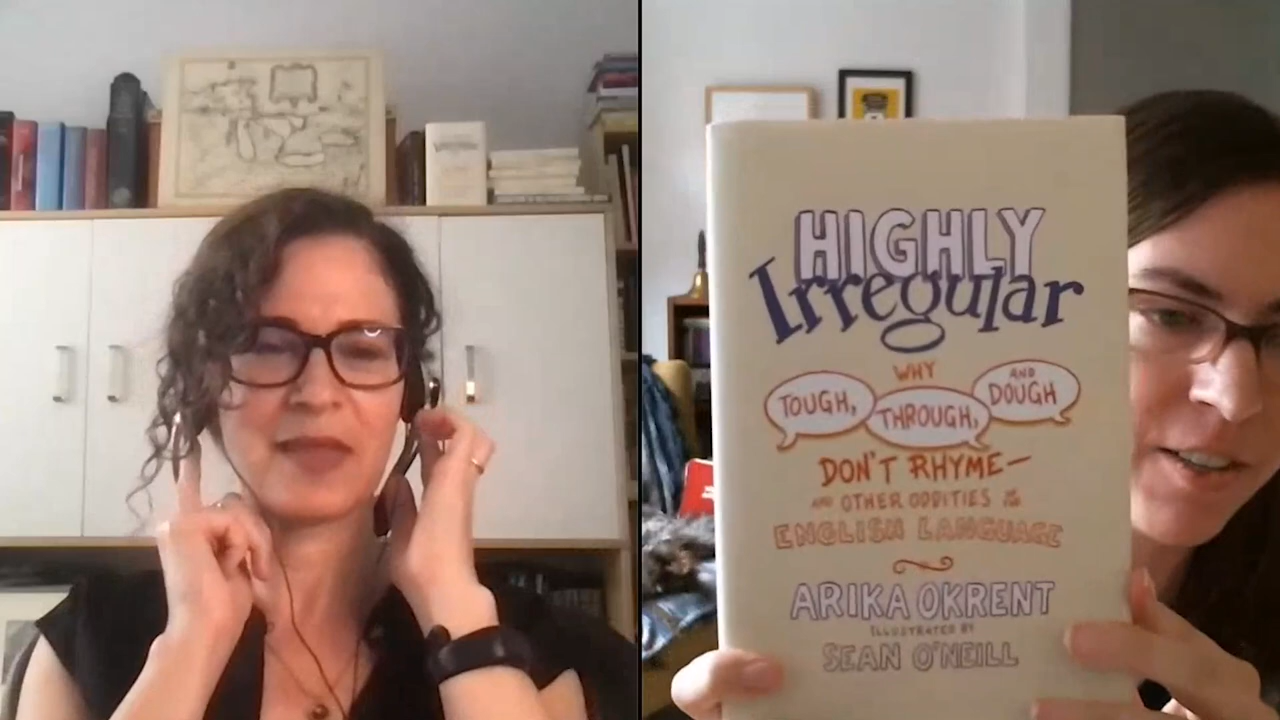 HIGHLY
Irregular
WHY
TOUGH,
THROUGH,
AND
DOUGH
DON'T RHYME—
AND OTHER ODDITIES OF THE
ENGLISH LANGUAGE
ARIKA OKRENT
ILLUSTRATED BY
SEAN O'NEILL